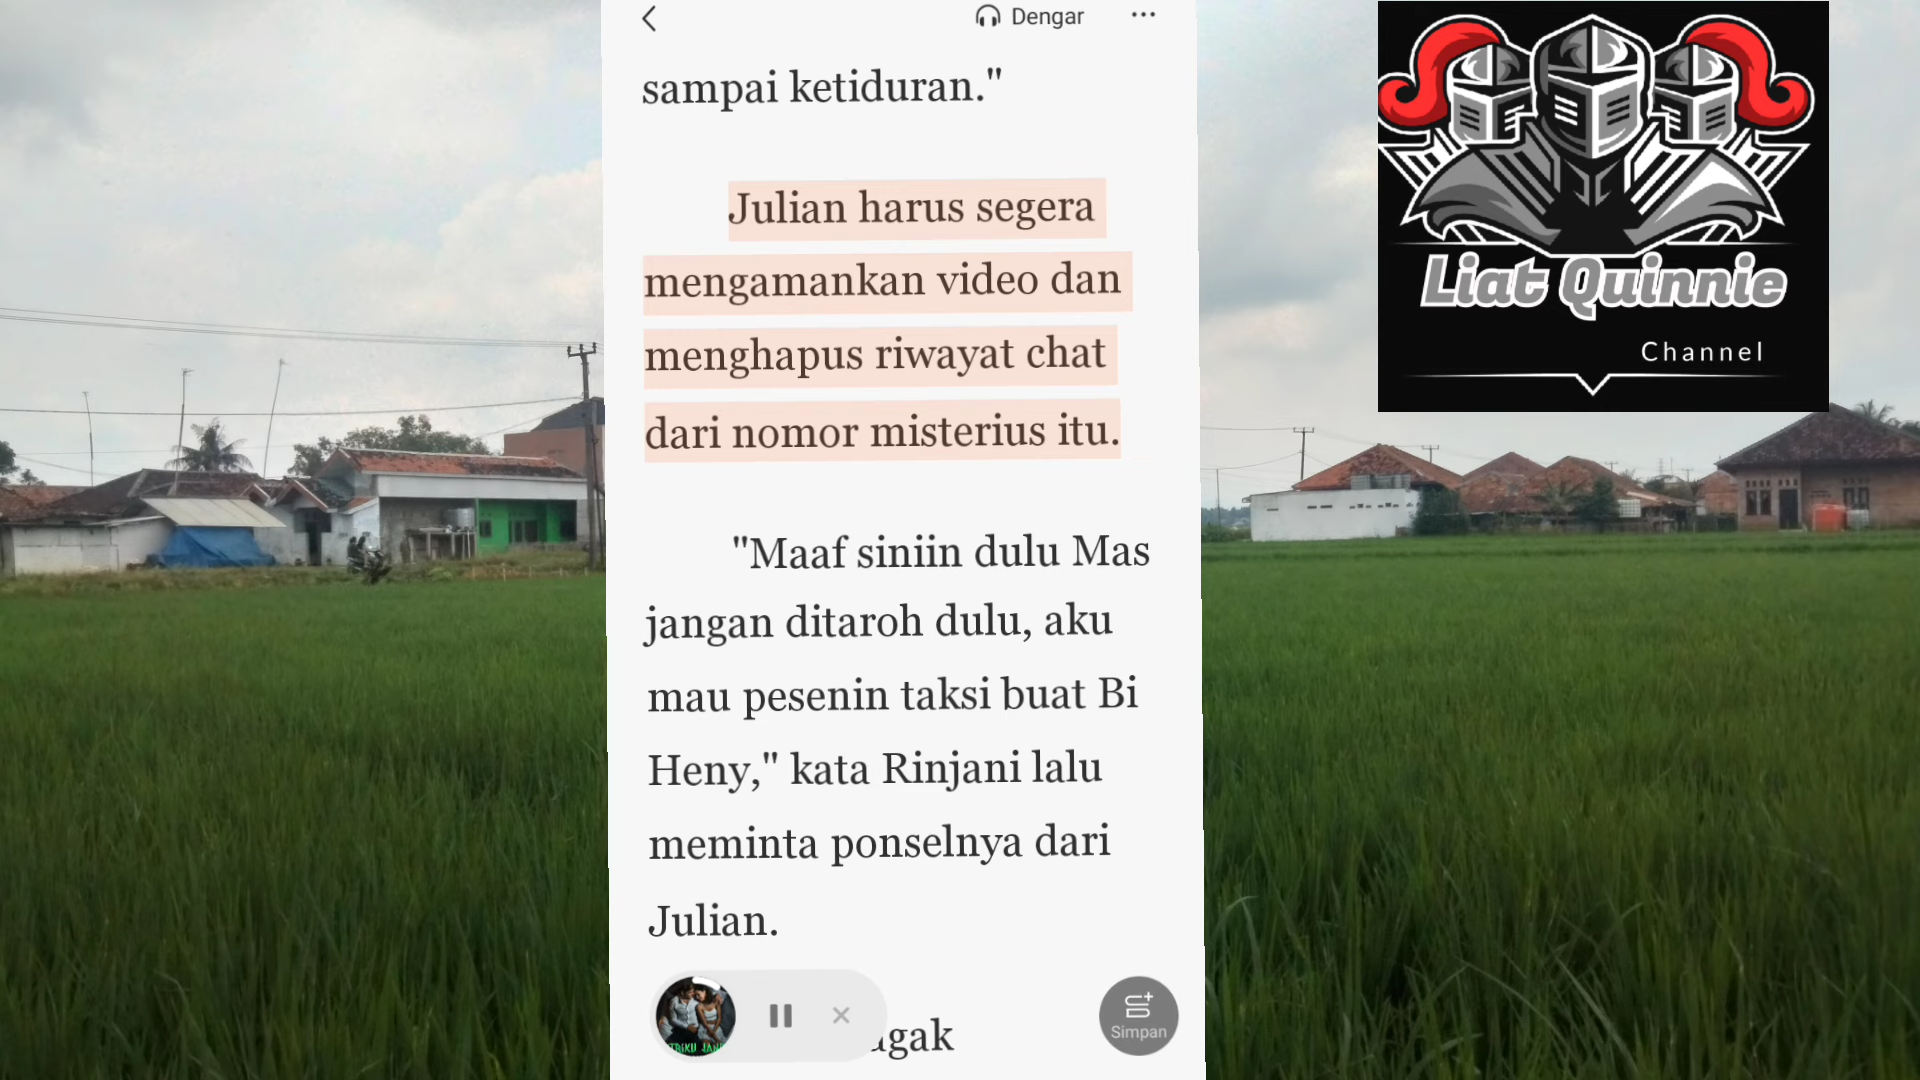 Dengar
sampai ketiduran."
Julian harus segera
mengamankan video dan
menghapus riwayat chat
dari nomor misterius itu.
"Maaf siniin dulu Mas
jangan ditaroh dulu, aku
mau pesenin taksi buat Bi
Heny," kata Rinjani lalu
meminta ponselnya dari
Julian.
Simpan
Liat Quinnie
Channel